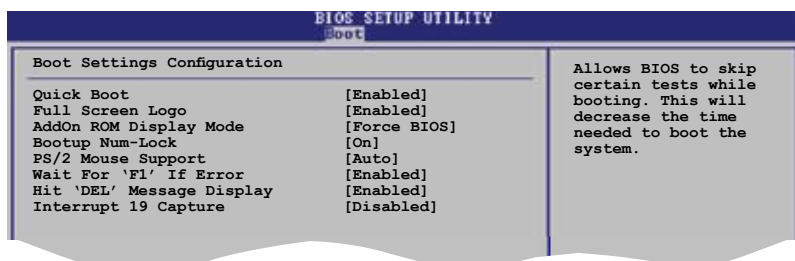 BIOS SETUP UTILITY
Boot
Boot Settings Configuration
Quick Boot [Enabled]
Full Screen Logo [Enabled]
AddOn ROM Display Mode [Force BIOS]
Bootup Num-Lock [On]
PS/2 Mouse Support [Auto]
Wait For ‘F1’ If Error [Enabled]
Hit ‘DEL’ Message Display [Enabled]
Interrupt 19 Capture [Disabled]
Allows BIOS to skip
certain tests while
booting. This will
decrease the time
needed to boot the
system.